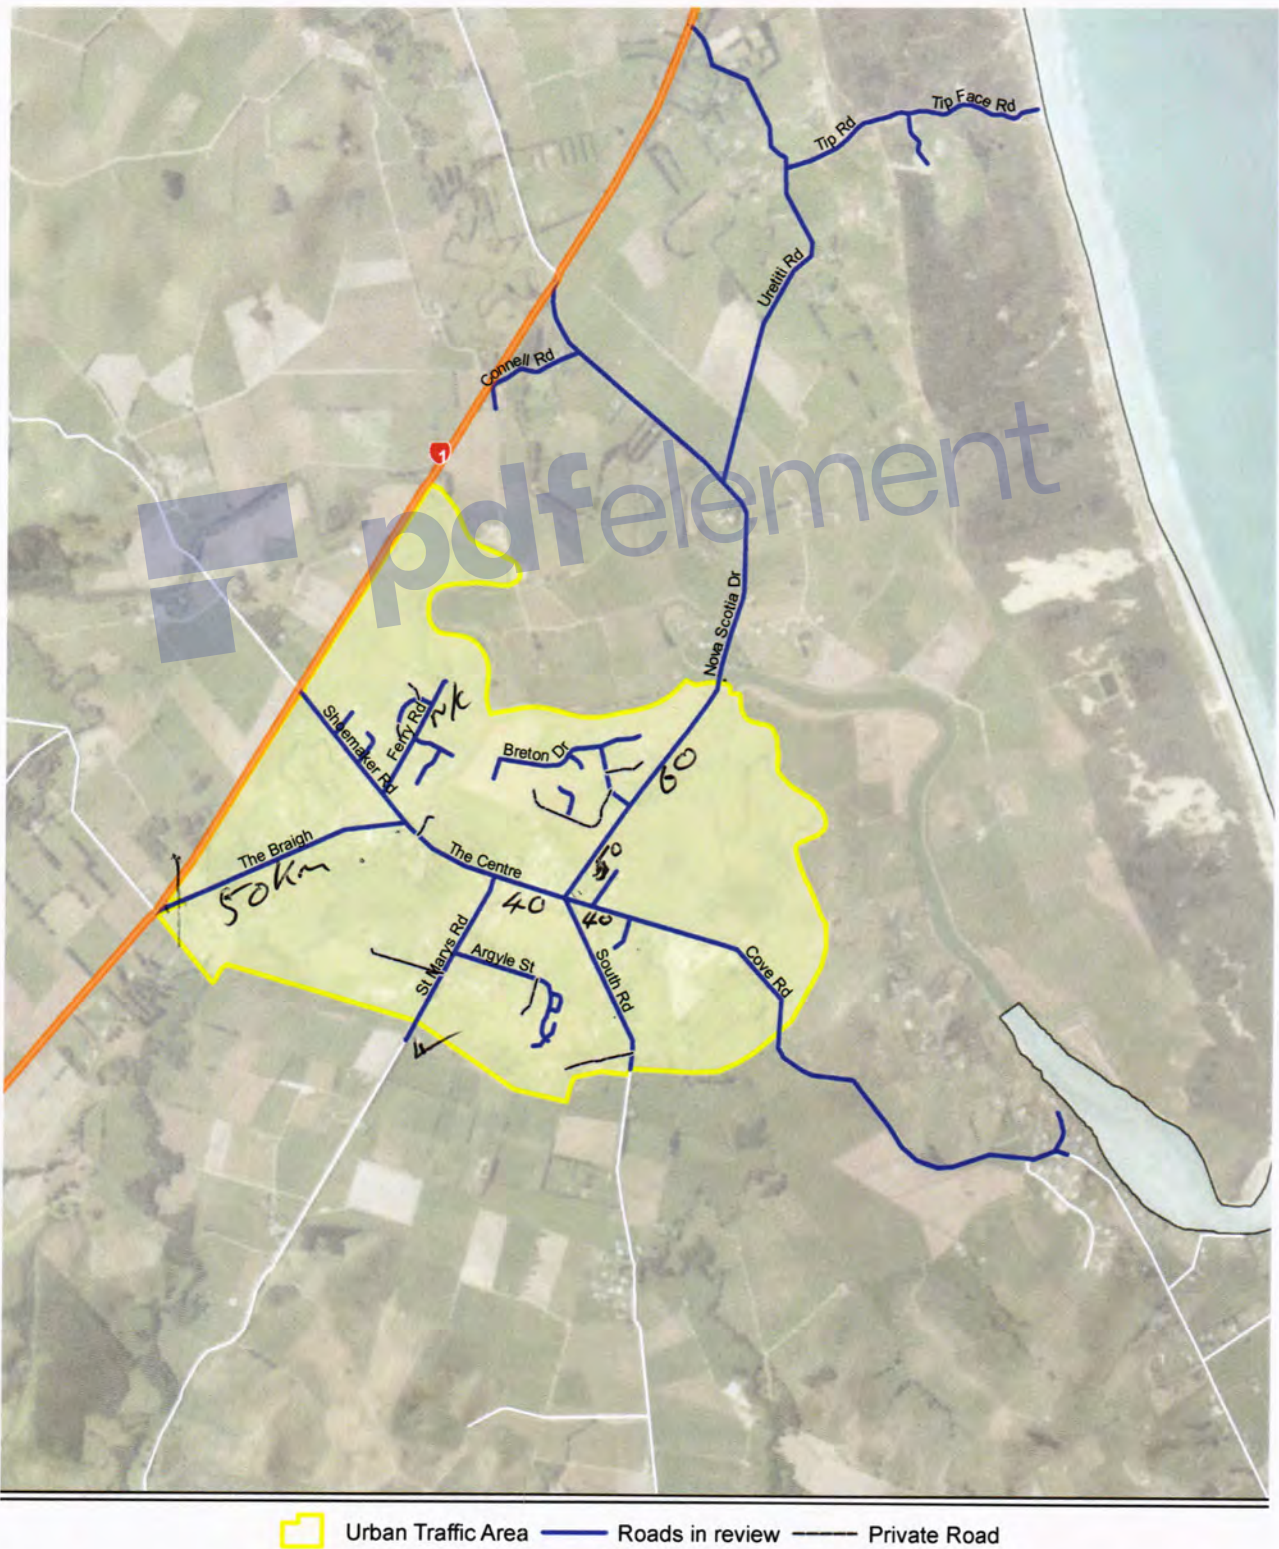 Tip Face Rd
Tip Rd
Uretiti Rd
Connell Rd
1
pdfelement
Nova Scotia Dr
Shoemaker Rd
Ferry Rd
N/C
Breton Dr
60
The Braigh
50Km
The Centre
40
40
St Marys Rd
Argyle St
South Rd
Cove Rd
Urban Traffic Area
Roads in review
Private Road